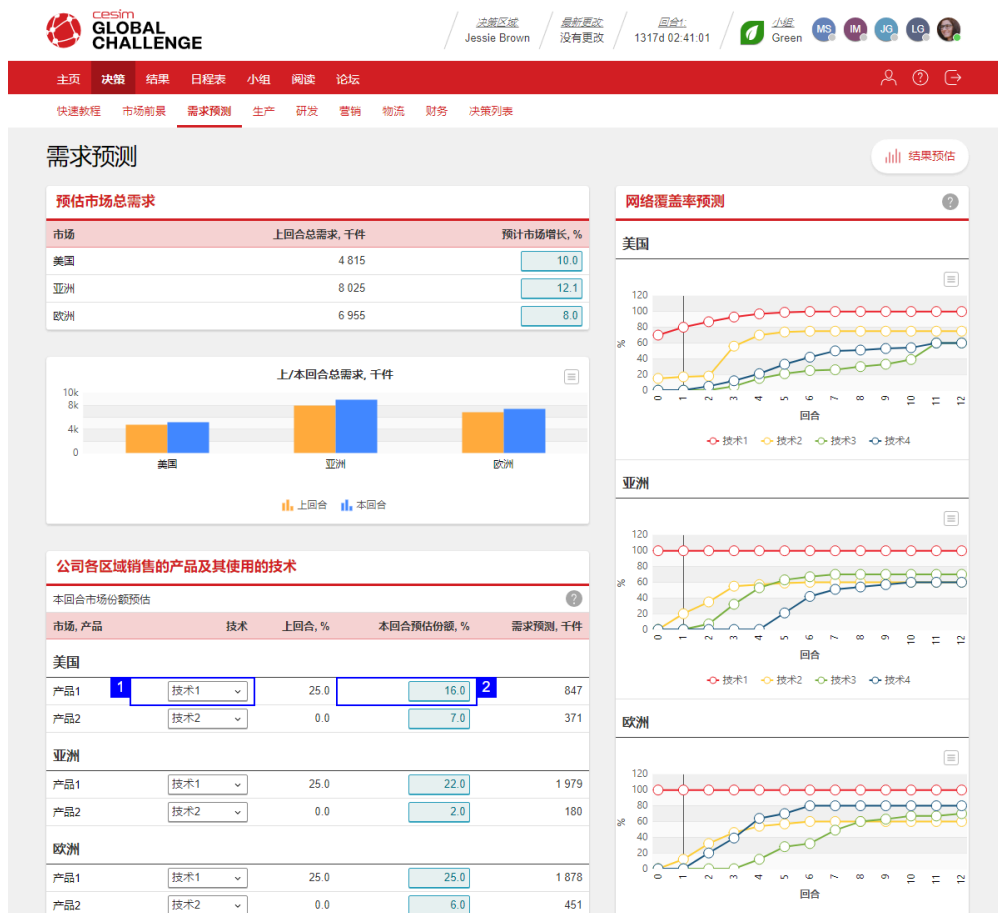 cesim
GLOBAL
CHALLENGE
决策区域:
Jessie Brown
最新更改:
没有更改
回合1:
1317d 02:41:01
小组:
Green
MS IM JG LG
主页 决策 结果 日程表 小组 阅读 论坛
快速教程 市场前景 需求预测 生产 研发 营销 物流 财务 决策列表
需求预测
结果预估
预估市场总需求
市场 上回合总需求, 千件 预计市场增长, %
美国 4 815 10.0
亚洲 8 025 12.1
欧洲 6 955 8.0
上/本回合总需求, 千件
10k
8k
4k
0
美国 亚洲 欧洲
上回合 本回合
公司各区域销售的产品及其使用的技术
本回合市场份额预估 ?
市场, 产品 技术 上回合, % 本回合预估份额, % 需求预测, 千件
美国
产品1 1 技术1 25.0 16.0 2 847
产品2 技术2 0.0 7.0 371
亚洲
产品1 技术1 25.0 22.0 1 979
产品2 技术2 0.0 2.0 180
欧洲
产品1 技术1 25.0 25.0 1 878
产品2 技术2 0.0 6.0 451
网络覆盖率预测 ?
美国
120
100
80
60
40
20
0
%
0 1 2 3 4 5 6 7 8 9 10 11 12
回合
技术1 技术2 技术3 技术4
亚洲
120
100
80
60
40
20
0
%
0 1 2 3 4 5 6 7 8 9 10 11 12
回合
技术1 技术2 技术3 技术4
欧洲
120
100
80
60
40
20
0
%
0 1 2 3 4 5 6 7 8 9 10 11 12
回合